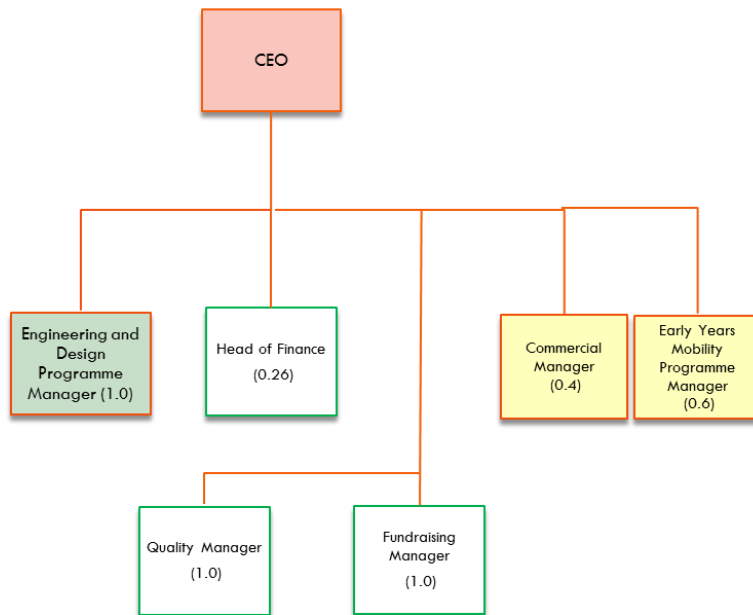 CEO
Engineering and
Design
Programme
Manager (1.0)
Head of Finance
(0.26)
Commercial
Manager
(0.4)
Early Years
Mobility
Programme
Manager
(0.6)
Quality Manager
(1.0)
Fundraising
Manager
(1.0)